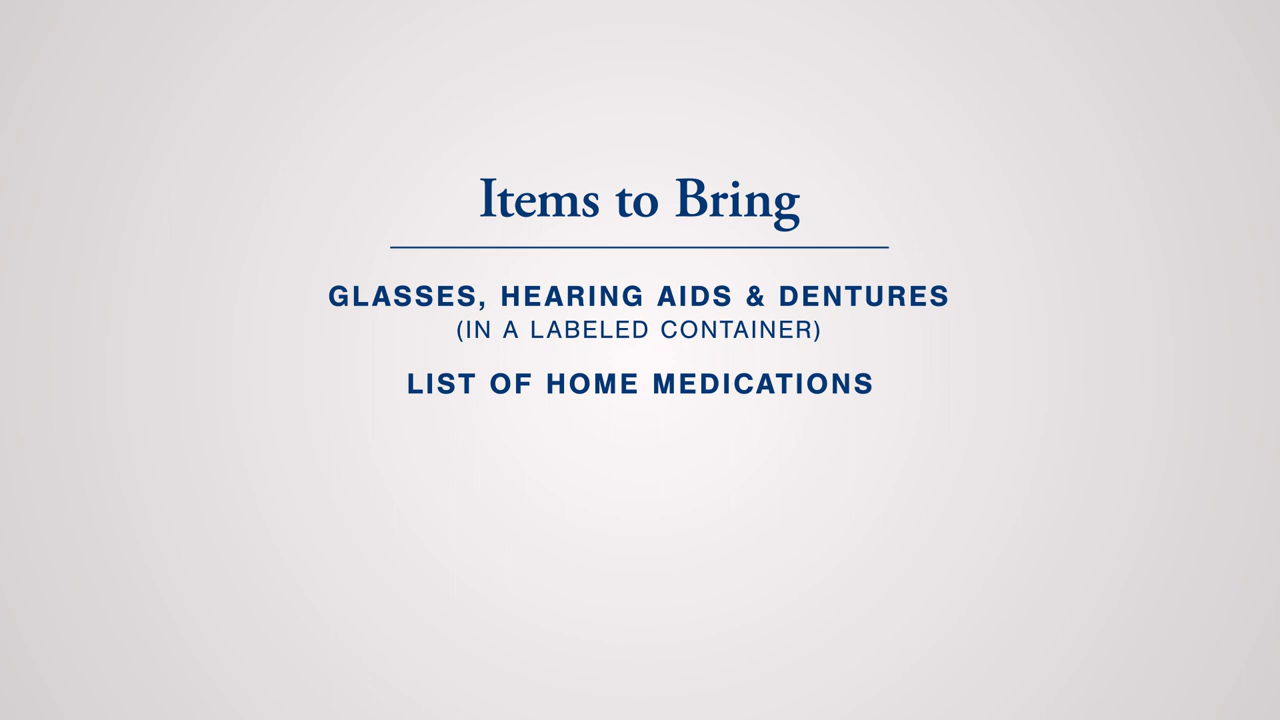 Items to Bring
GLASSES, HEARING AIDS & DENTURES
(IN A LABELED CONTAINER)
LIST OF HOME MEDICATIONS